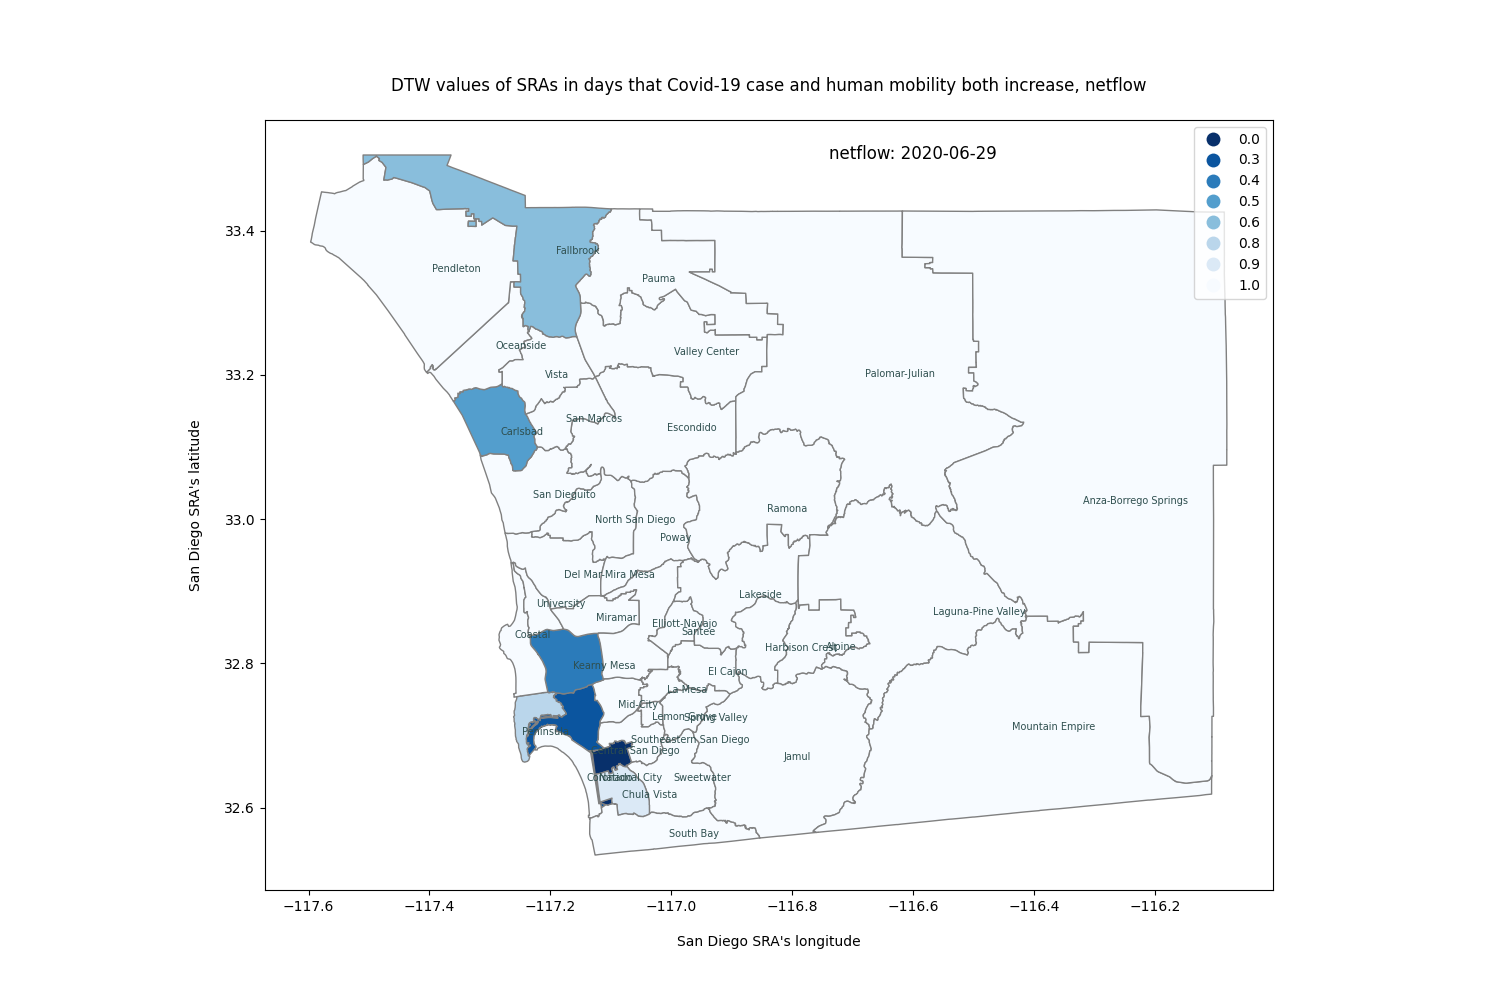 DTW values of SRAs in days that Covid-19 case and human mobility both increase, netflow
netflow: 2020-06-29
0.0
0.3
0.4
0.5
0.6
0.8
0.9
1.0
San Diego SRA's latitude
33.4
33.2
33.0
32.8
32.6
Fallbrook
Pendleton
Pauma
Oceanside
Valley Center
Vista
Palomar-Julian
San Marcos
Escondido
Carlsbad
San Dieguito
Anza-Borrego Springs
Ramona
North San Diego
Poway
Del Mar-Mira Mesa
Lakeside
University
Laguna-Pine Valley
Miramar
Elliott-Navajo
Santee
Coastal
Harbison Crest
Alpine
Kearny Mesa
El Cajon
La Mesa
Mid-City
Lemon Grove
Spring Valley
Mountain Empire
Peninsula
Southeastern San Diego
Central San Diego
Jamul
Coronado
National City
Sweetwater
Chula Vista
South Bay
−117.6
−117.4
−117.2
−117.0
−116.8
−116.6
−116.4
−116.2
San Diego SRA's longitude